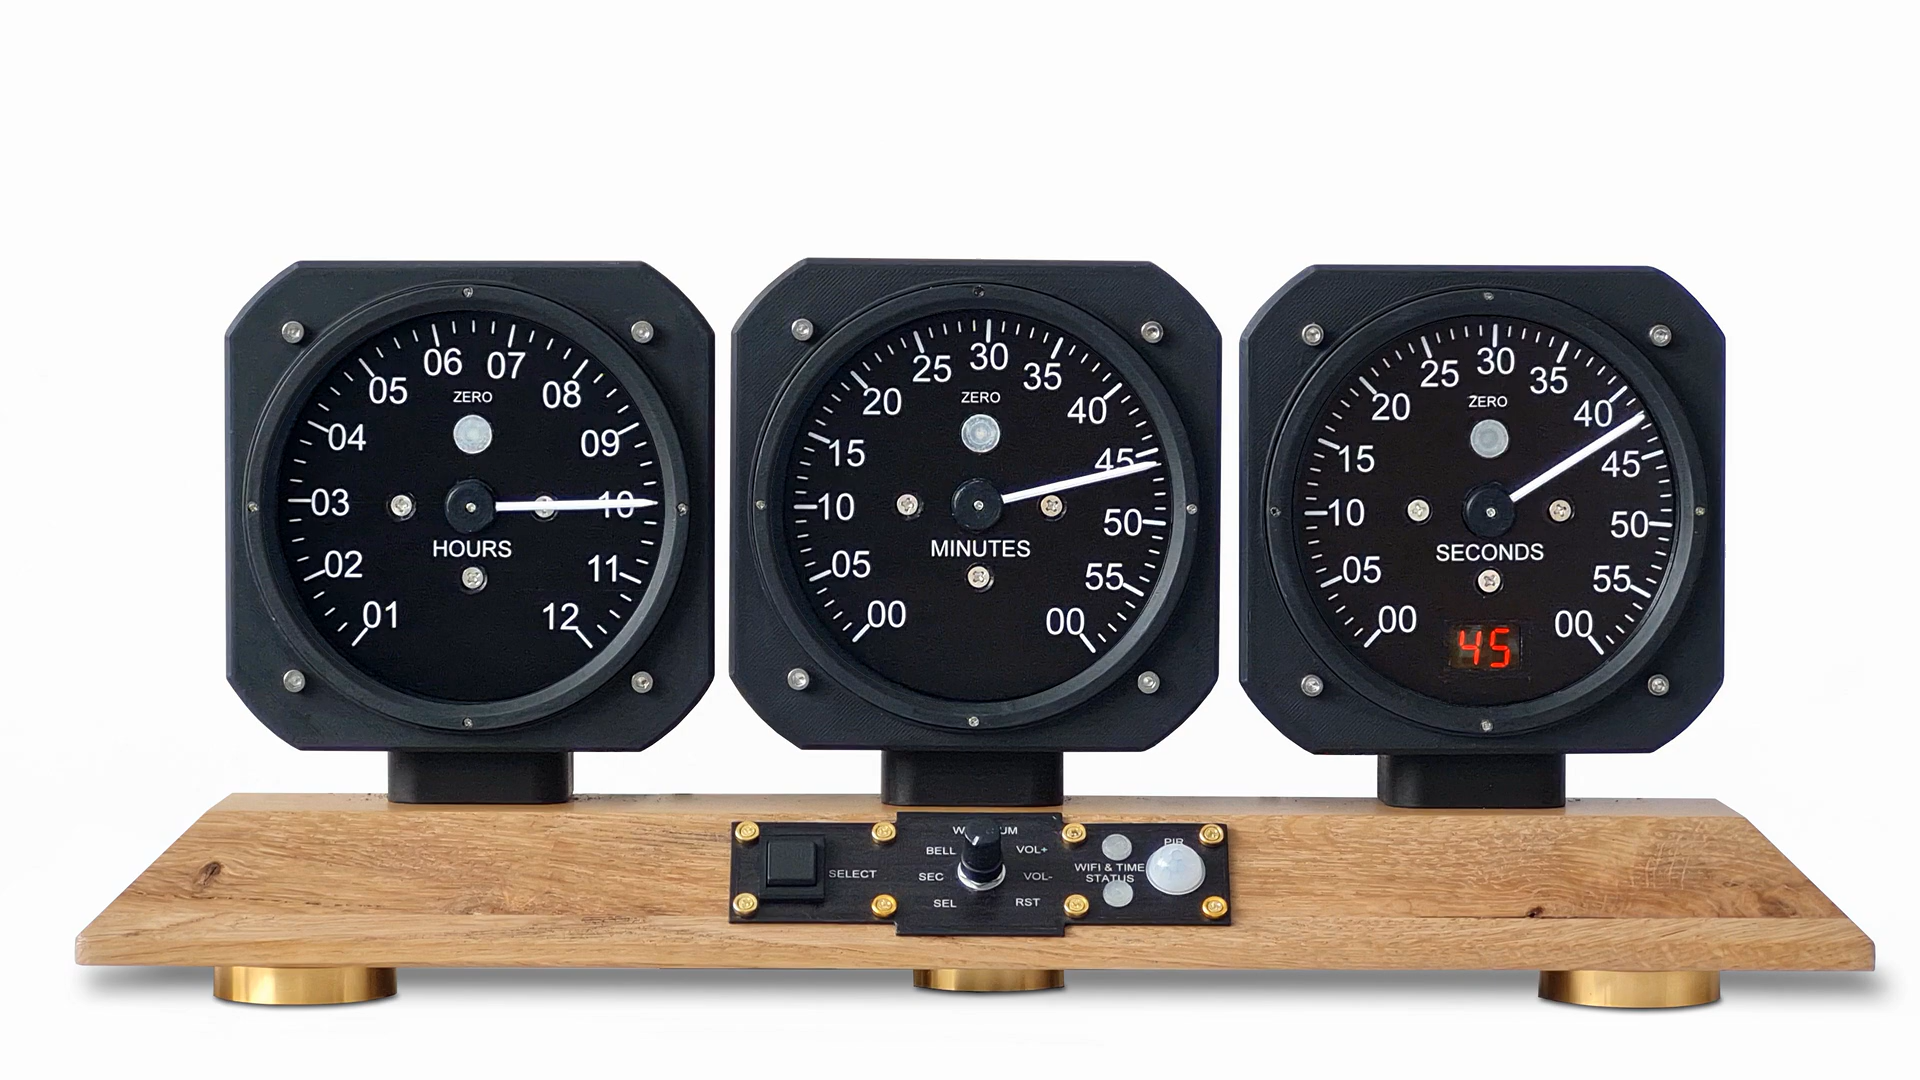 06 07
05 08
ZERO
04 09
03 10
HOURS
02 11
01 12
25 30 35
20 40
ZERO
15 45
10 50
MINUTES
05 55
00 00
25 30 35
20 40
ZERO
15 45
10 50
SECONDS
05 55
00 00
45
SELECT
BELL VOL+
SEC VOL-
SEL RST
WIFI & TIME
STATUS
PIR